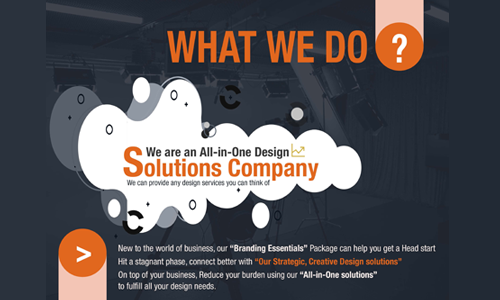 WHAT WE DO ?
We are an All-in-One Design
Solutions Company
We can provide any design services you can think of
>
New to the world of business, our “Branding Essentials” Package can help you get a Head start
Hit a stagnant phase, connect better with “Our Strategic, Creative Design solutions”
On top of your business, Reduce your burden using our “All-in-One solutions”
to fulfill all your design needs.